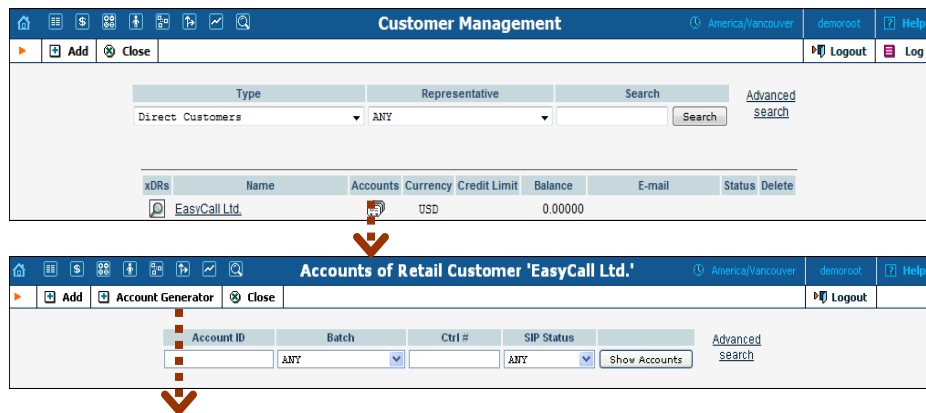 Customer Management America/Vancouver demoroot ? Help
Add Close Logout Log
Type Representative Search Advanced search
Direct Customers ANY Search
xDRs Name Accounts Currency Credit Limit Balance E-mail Status Delete
EasyCall Ltd. USD 0.00000
Accounts of Retail Customer 'EasyCall Ltd.' America/Vancouver demoroot ? Help
Add Account Generator Close Logout
Account ID Batch Ctrl # SIP Status Advanced search
ANY ANY Show Accounts